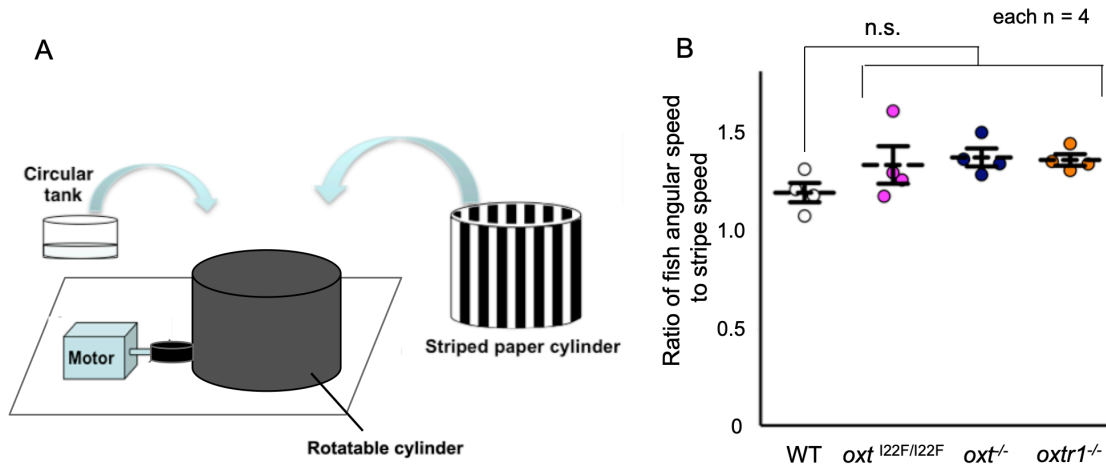 A
Circular
tank
Motor
Striped paper cylinder
Rotatable cylinder
B
n.s.
each n = 4
Ratio of fish angular speed
to stripe speed
1.5
1.0
0.5
0
WT oxt I22F/I22F oxt-/- oxtr1-/-